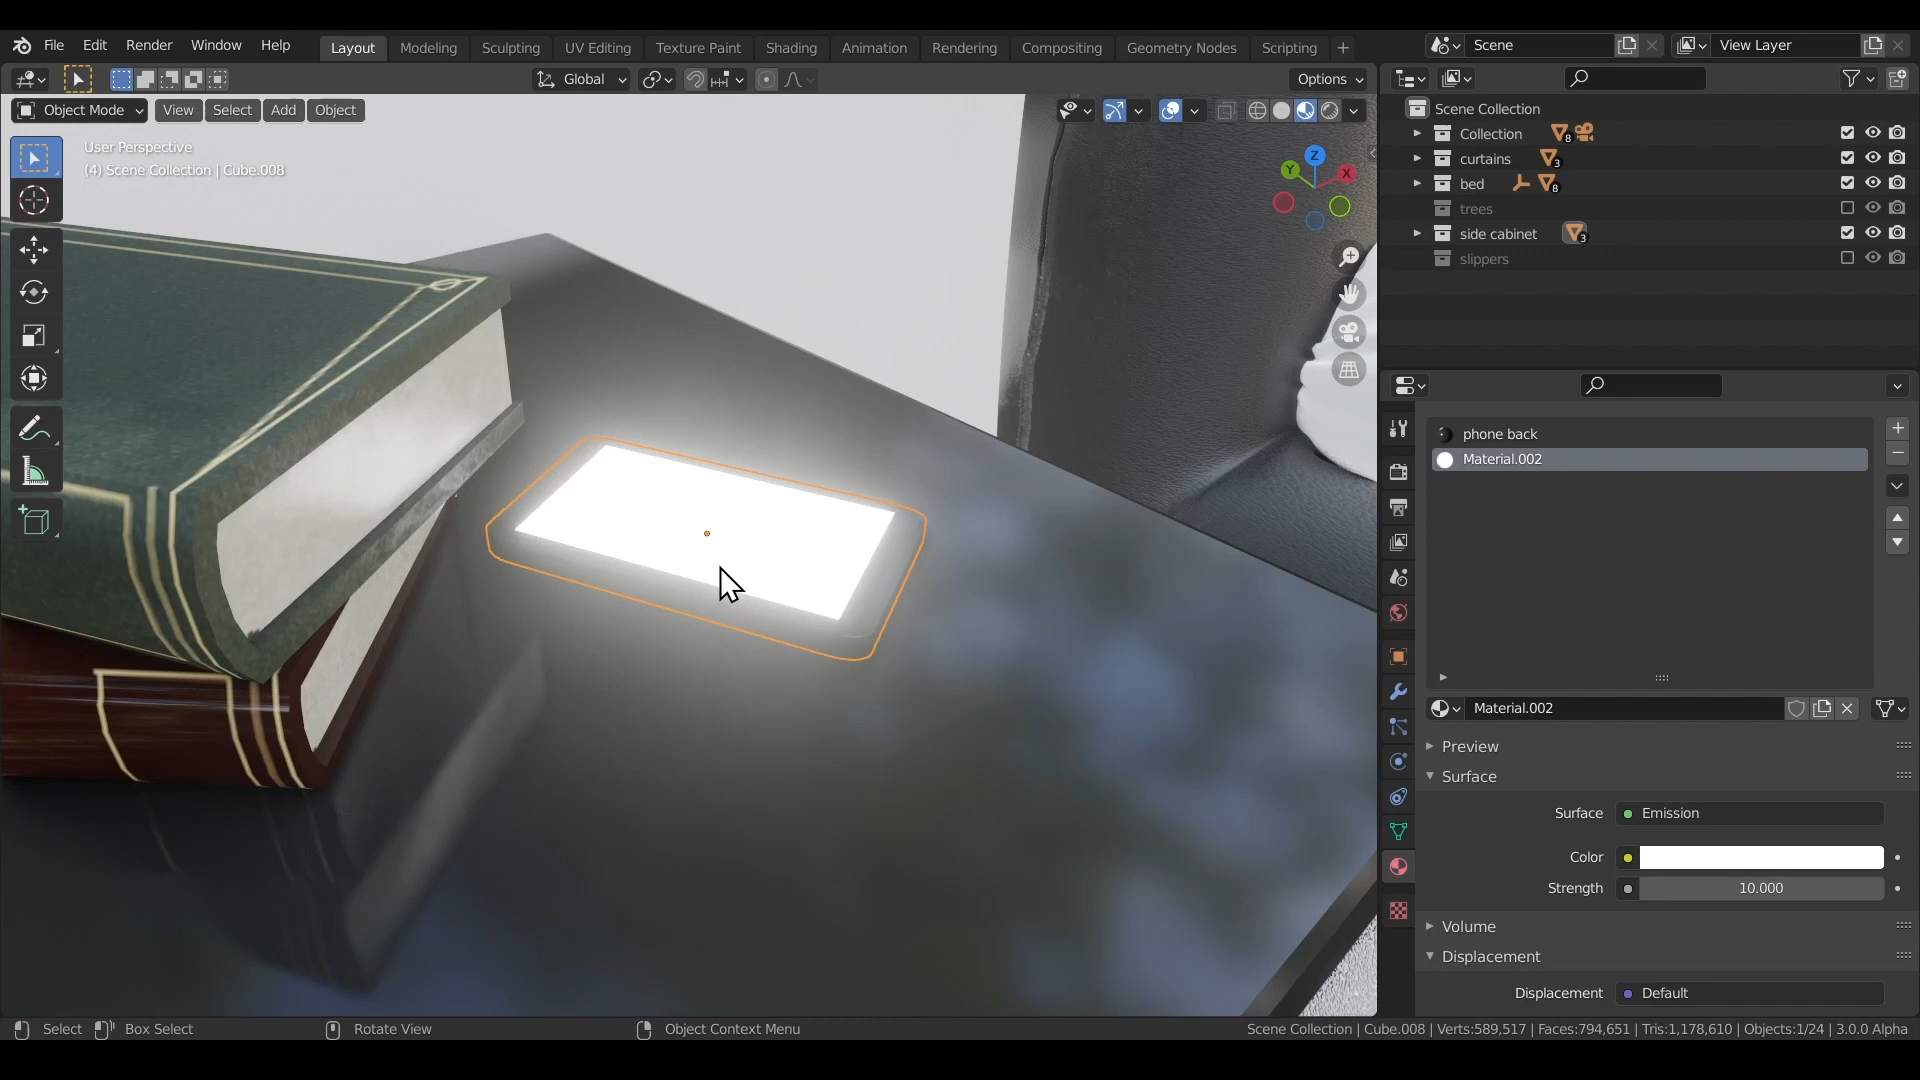 File Edit Render Window Help Layout Modeling Sculpting UV Editing Texture Paint Shading Animation Rendering Compositing Geometry Nodes Scripting + Scene View Layer
Global Options
Object Mode View Select Add Object
User Perspective
(4) Scene Collection | Cube.008
Z
Y
X
Scene Collection
Collection 8
curtains 3
bed 8
trees
side cabinet 3
slippers
phone back
Material.002
Material.002
Preview
Surface
Surface Emission
Color
Strength 10.000
Volume
Displacement
Displacement Default
Select Box Select Rotate View Object Context Menu Scene Collection | Cube.008 | Verts:589,517 | Faces:794,651 | Tris:1,178,610 | Objects:1/24 | 3.0.0 Alpha